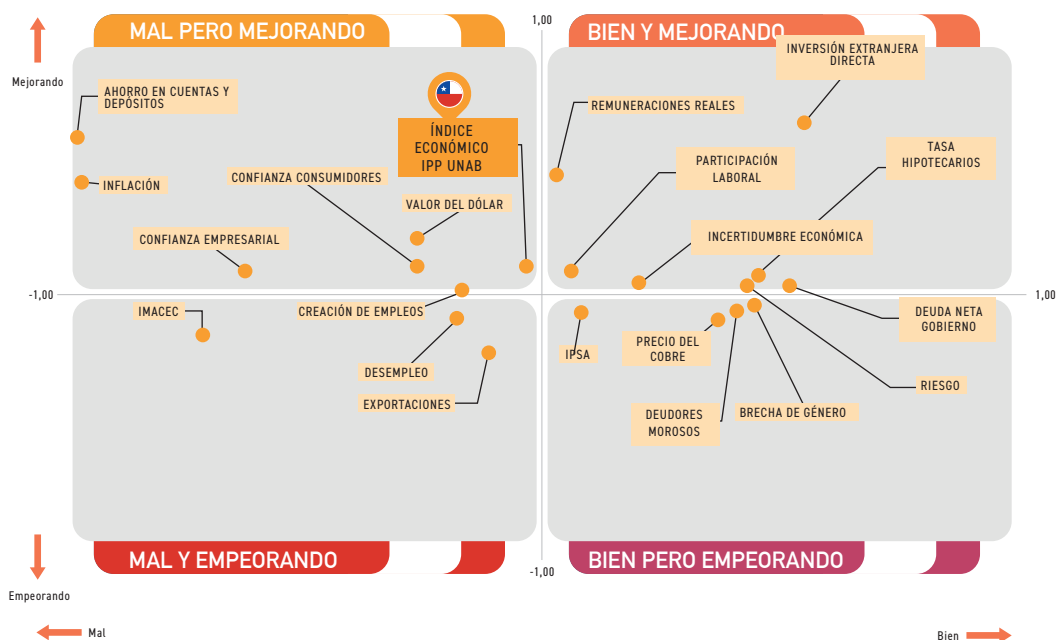 MAL PERO MEJORANDO
1,00
BIEN Y MEJORANDO
Mejorando
INVERSIÓN EXTRANJERA
DIRECTA
AHORRO EN CUENTAS Y
DEPÓSITOS
REMUNERACIONES REALES
ÍNDICE
ECONÓMICO
IPP UNAB
TASA
HIPOTECARIOS
PARTICIPACIÓN
LABORAL
INFLACIÓN
CONFIANZA CONSUMIDORES
VALOR DEL DÓLAR
CONFIANZA EMPRESARIAL
INCERTIDUMBRE ECONÓMICA
-1,00
1,00
IMACEC
CREACIÓN DE EMPLEOS
DEUDA NETA
GOBIERNO
IPSA
PRECIO DEL
COBRE
DESEMPLEO
RIESGO
EXPORTACIONES
DEUDORES
MOROSOS
BRECHA DE GÉNERO
MAL Y EMPEORANDO
BIEN PERO EMPEORANDO
-1,00
Empeorando
Mal
Bien